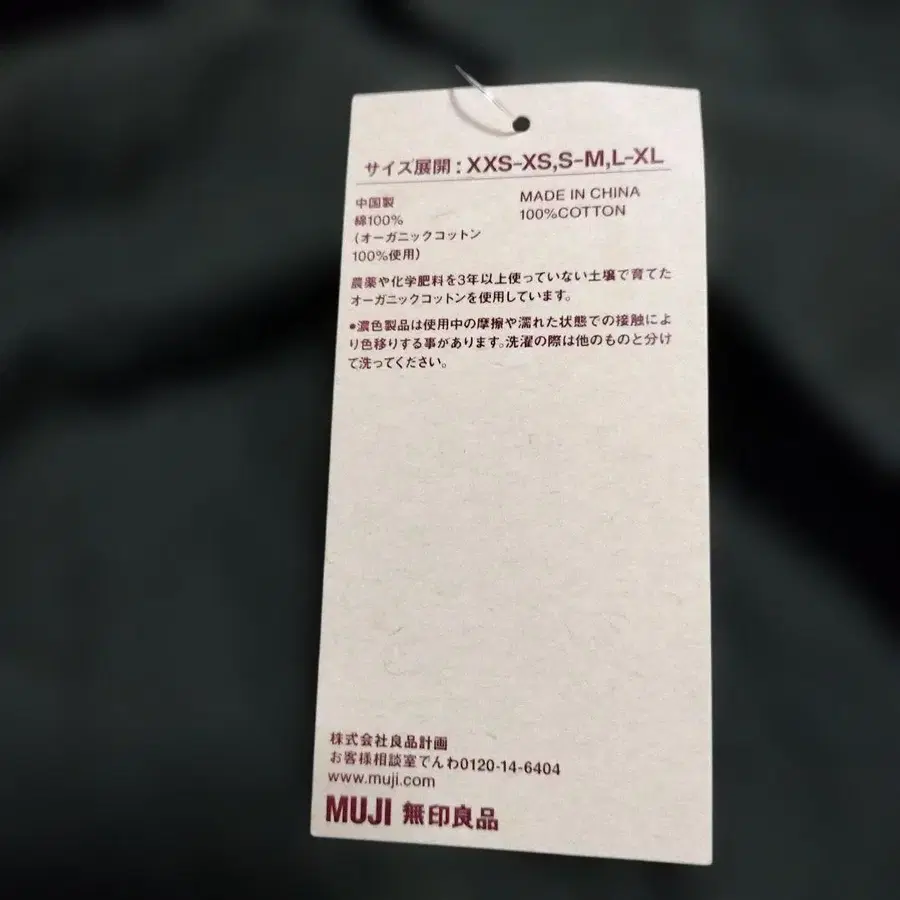 サイズ展開：XXS-XS,S-M,L-XL
中国製
綿100%
（オーガニックコットン
100%使用）
MADE IN CHINA
100%COTTON
農薬や化学肥料を3年以上使っていない土壌で育てた
オーガニックコットンを使用しています。
●濃色製品は使用中の摩擦や濡れた状態での接触によ
り色移りする事があります。洗濯の際は他のものと分け
て洗ってください。
株式会社良品計画
お客様相談室でんわ0120-14-6404
www.muji.com
MUJI 無印良品